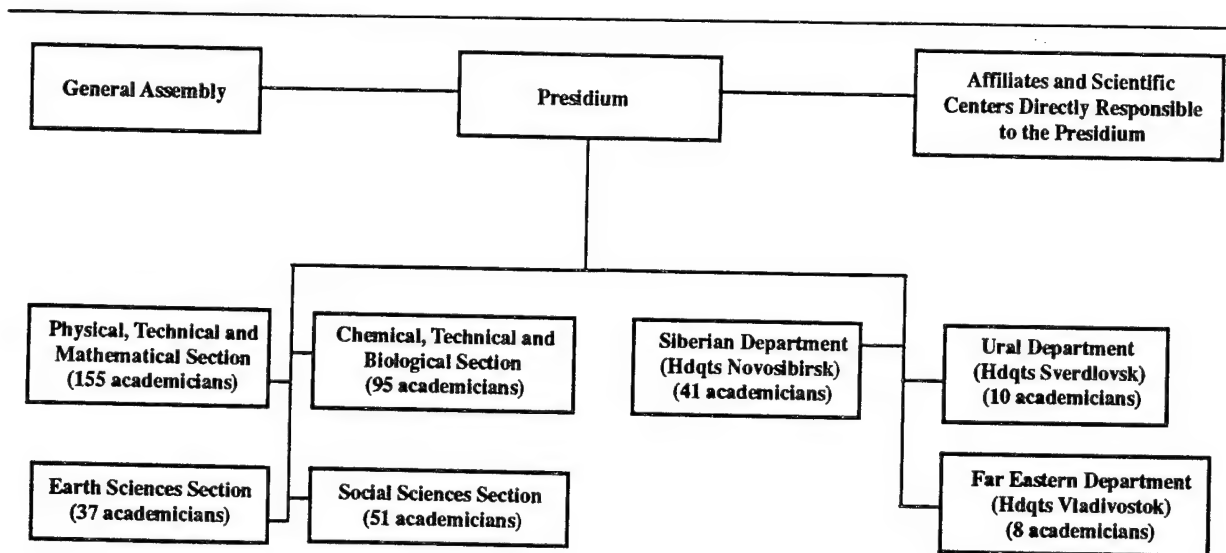 General Assembly
Presidium
Affiliates and Scientific
Centers Directly Responsible
to the Presidium
Physical, Technical and
Mathematical Section
(155 academicians)
Chemical, Technical and
Biological Section
(95 academicians)
Siberian Department
(Hdqts Novosibirsk)
(41 academicians)
Ural Department
(Hdqts Sverdlovsk)
(10 academicians)
Earth Sciences Section
(37 academicians)
Social Sciences Section
(51 academicians)
Far Eastern Department
(Hdqts Vladivostok)
(8 academicians)